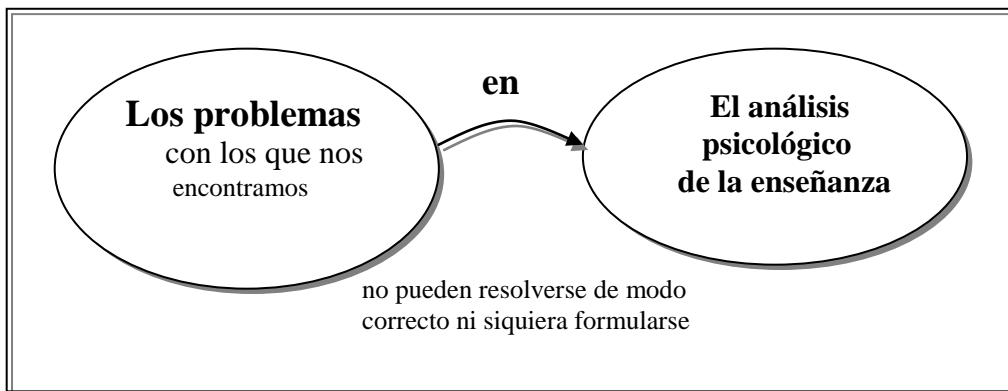 Los problemas
con los que nos
encontramos
en
El análisis
psicológico
de la enseñanza
no pueden resolverse de modo
correcto ni siquiera formularse